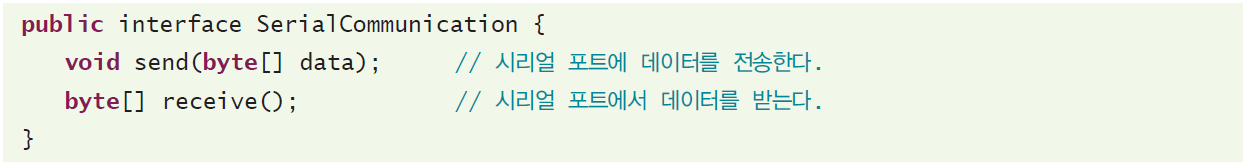 public interface SerialCommunication {
void send(byte[] data); // 시리얼 포트에 데이터를 전송한다.
byte[] receive(); // 시리얼 포트에서 데이터를 받는다.
}